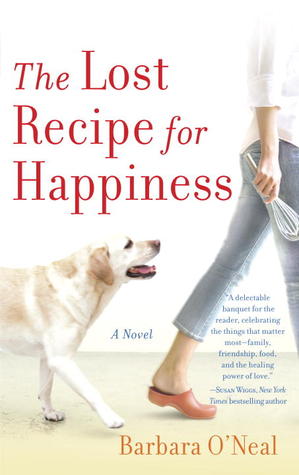 The Lost
Recipe for
Happiness
"A delectable
banquet for the
reader, celebrating
the things that matter
most—family,
friendship, food,
and the healing
power of love."
—Susan Wiggs, New York
Times bestselling author
A Novel
Barbara O'Neal